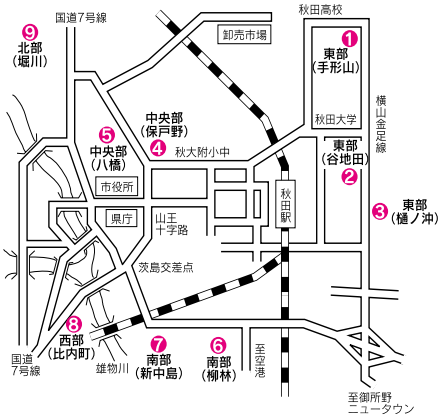 国道7号線
秋田高校
9
北部
(堀川)
卸売市場
1
東部
(手形山)
横山金足線
中央部
(保戸野)
4
秋田大学
5
中央部
(八橋)
秋大附小中
東部
(谷地田)
2
市役所
秋田駅
県庁
山王
十字路
3
東部
(樋ノ沖)
茨島交差点
8
西部
(比内町)
国道
7号線
雄物川
7
南部
(新中島)
6
南部
(柳林)
至空港
至御所野
ニュータウン